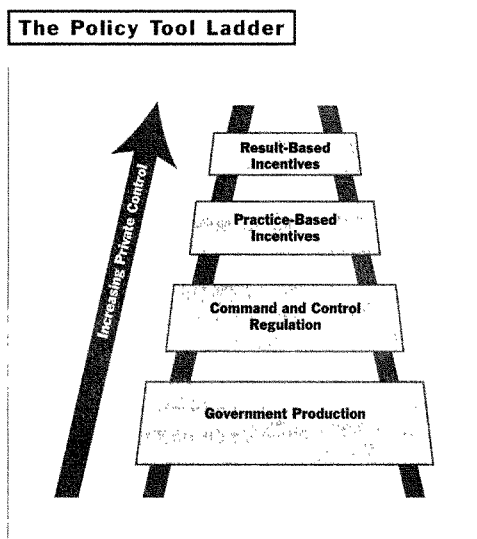 The Policy Tool Ladder
Increasing Private Control
Result-Based
Incentives
Practice-Based
Incentives
Command and Control
Regulation
Government Production